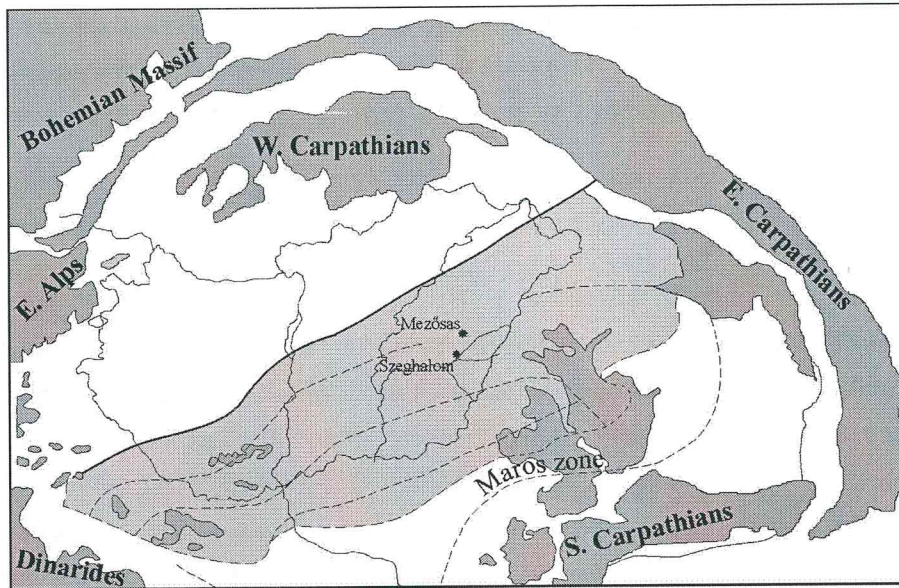 Bohemian Massif
W. Carpathians
E. Carpathians
E. Alps
Mezősas
Szeghalom
Maros zone
S. Carpathians
Dinarides